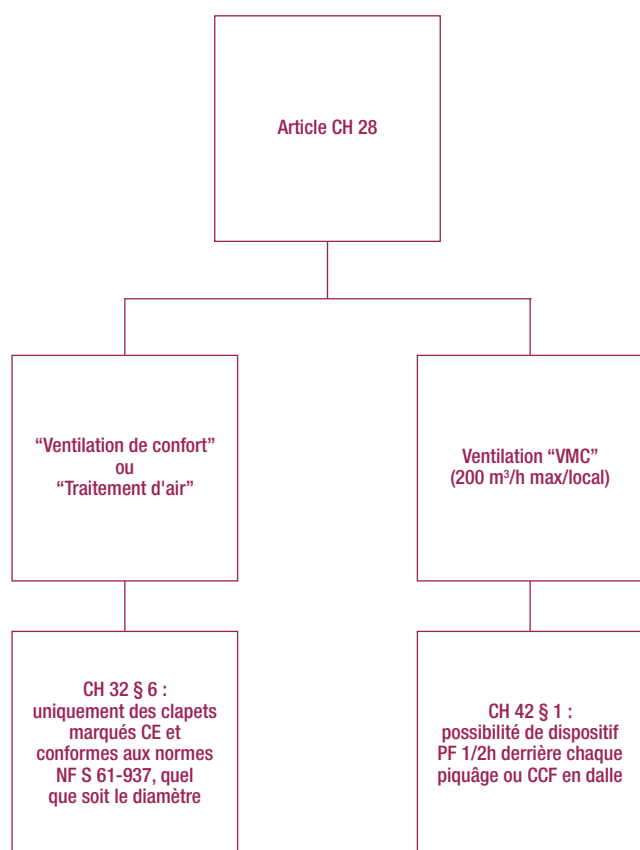 Article CH 28
“Ventilation de confort”
ou
“Traitement d'air”
Ventilation “VMC”
(200 m³/h max/local)
CH 32 § 6 :
uniquement des clapets
marqués CE et
conformes aux normes
NF S 61-937, quel
que soit le diamètre
CH 42 § 1 :
possibilité de dispositif
PF 1/2h derrière chaque
piquâge ou CCF en dalle